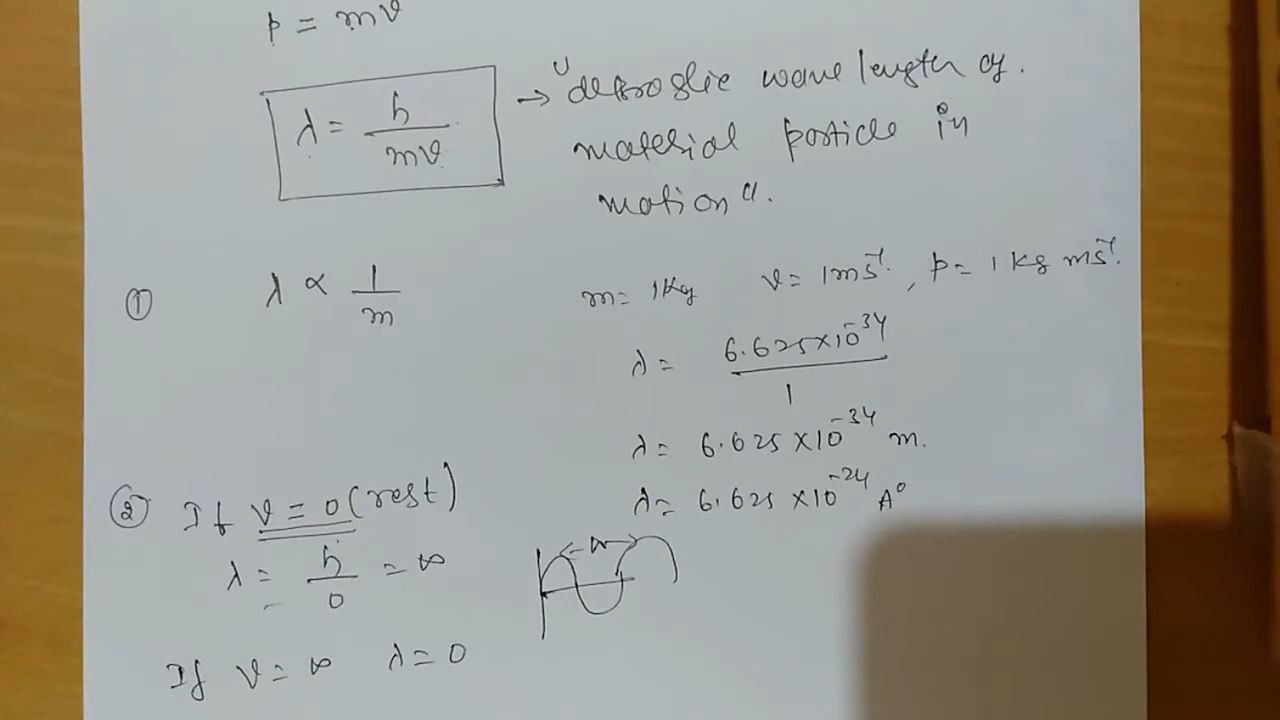 p = mv
λ = h / mv → "debroglie wave length of.
material particle in
motion".
① λ ∝ 1 / m
m = 1Kg v = 1ms⁻¹, p = 1 Kg ms⁻¹.
λ = 6.625×10⁻³⁴ / 1
λ = 6.625 ×10⁻³⁴ m.
λ = 6.625 ×10⁻²⁴ A°
② If v = 0 (rest)
λ = h / 0 = ∞
If v = ∞ λ = 0